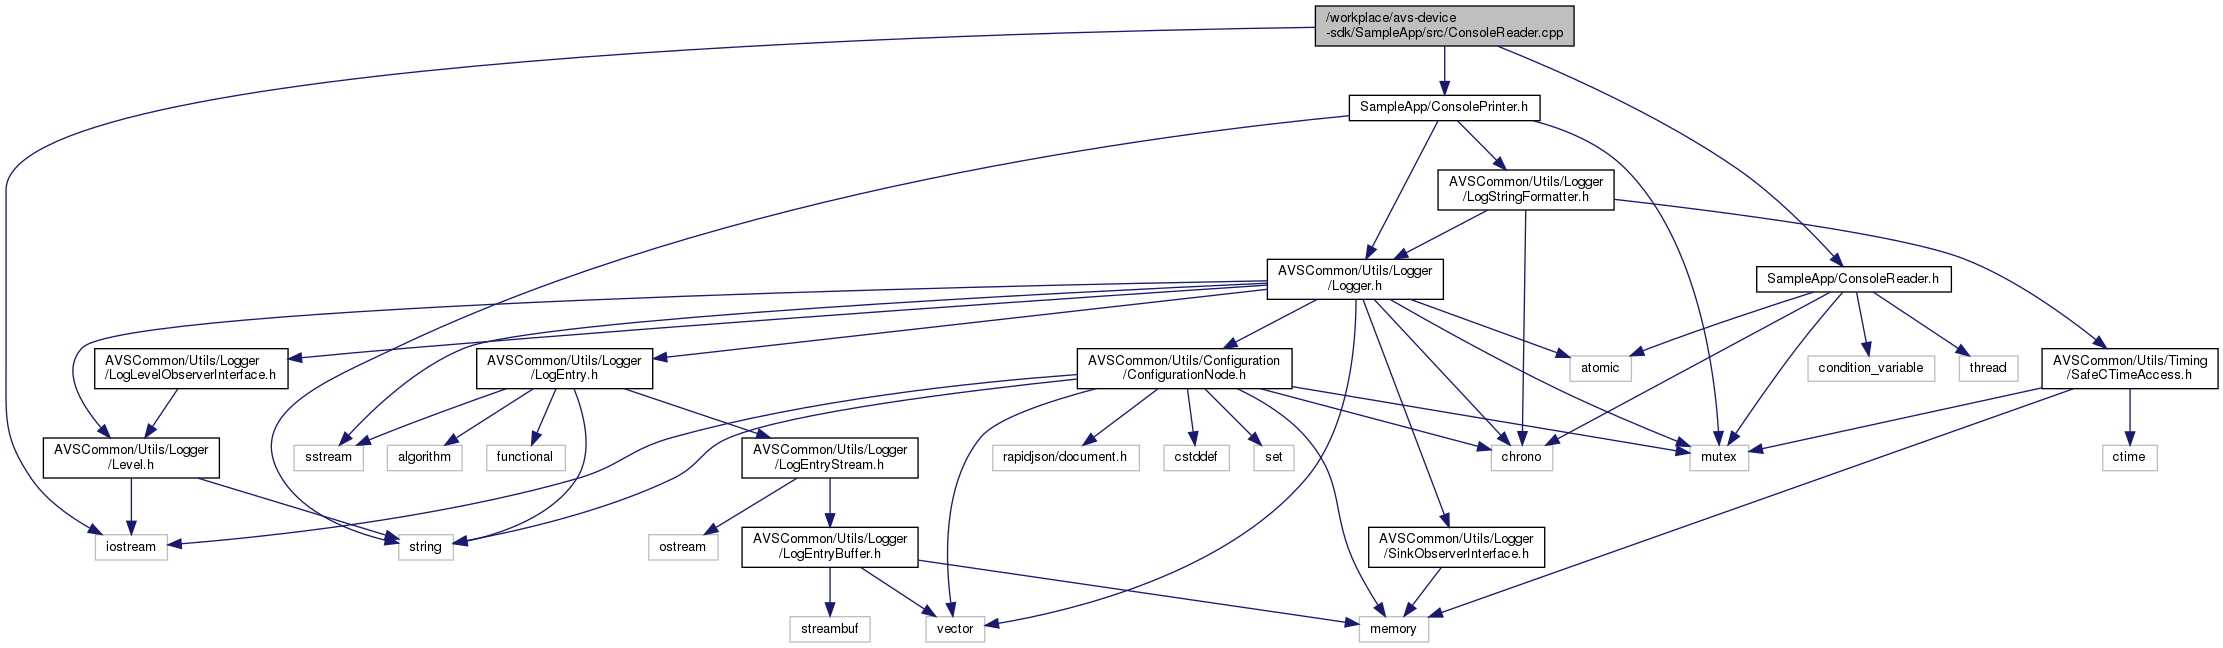 /workplace/avs-device
-sdk/SampleApp/src/ConsoleReader.cpp
SampleApp/ConsolePrinter.h
AVSCommon/Utils/Logger
/LogStringFormatter.h
AVSCommon/Utils/Logger
/Logger.h
SampleApp/ConsoleReader.h
AVSCommon/Utils/Logger
/LogLevelObserverInterface.h
AVSCommon/Utils/Logger
/LogEntry.h
AVSCommon/Utils/Configuration
/ConfigurationNode.h
atomic
condition_variable
thread
AVSCommon/Utils/Timing
/SafeCTimeAccess.h
AVSCommon/Utils/Logger
/Level.h
sstream
algorithm
functional
AVSCommon/Utils/Logger
/LogEntryStream.h
rapidjson/document.h
cstddef
set
chrono
mutex
ctime
iostream
string
ostream
AVSCommon/Utils/Logger
/LogEntryBuffer.h
AVSCommon/Utils/Logger
/SinkObserverInterface.h
streambuf
vector
memory